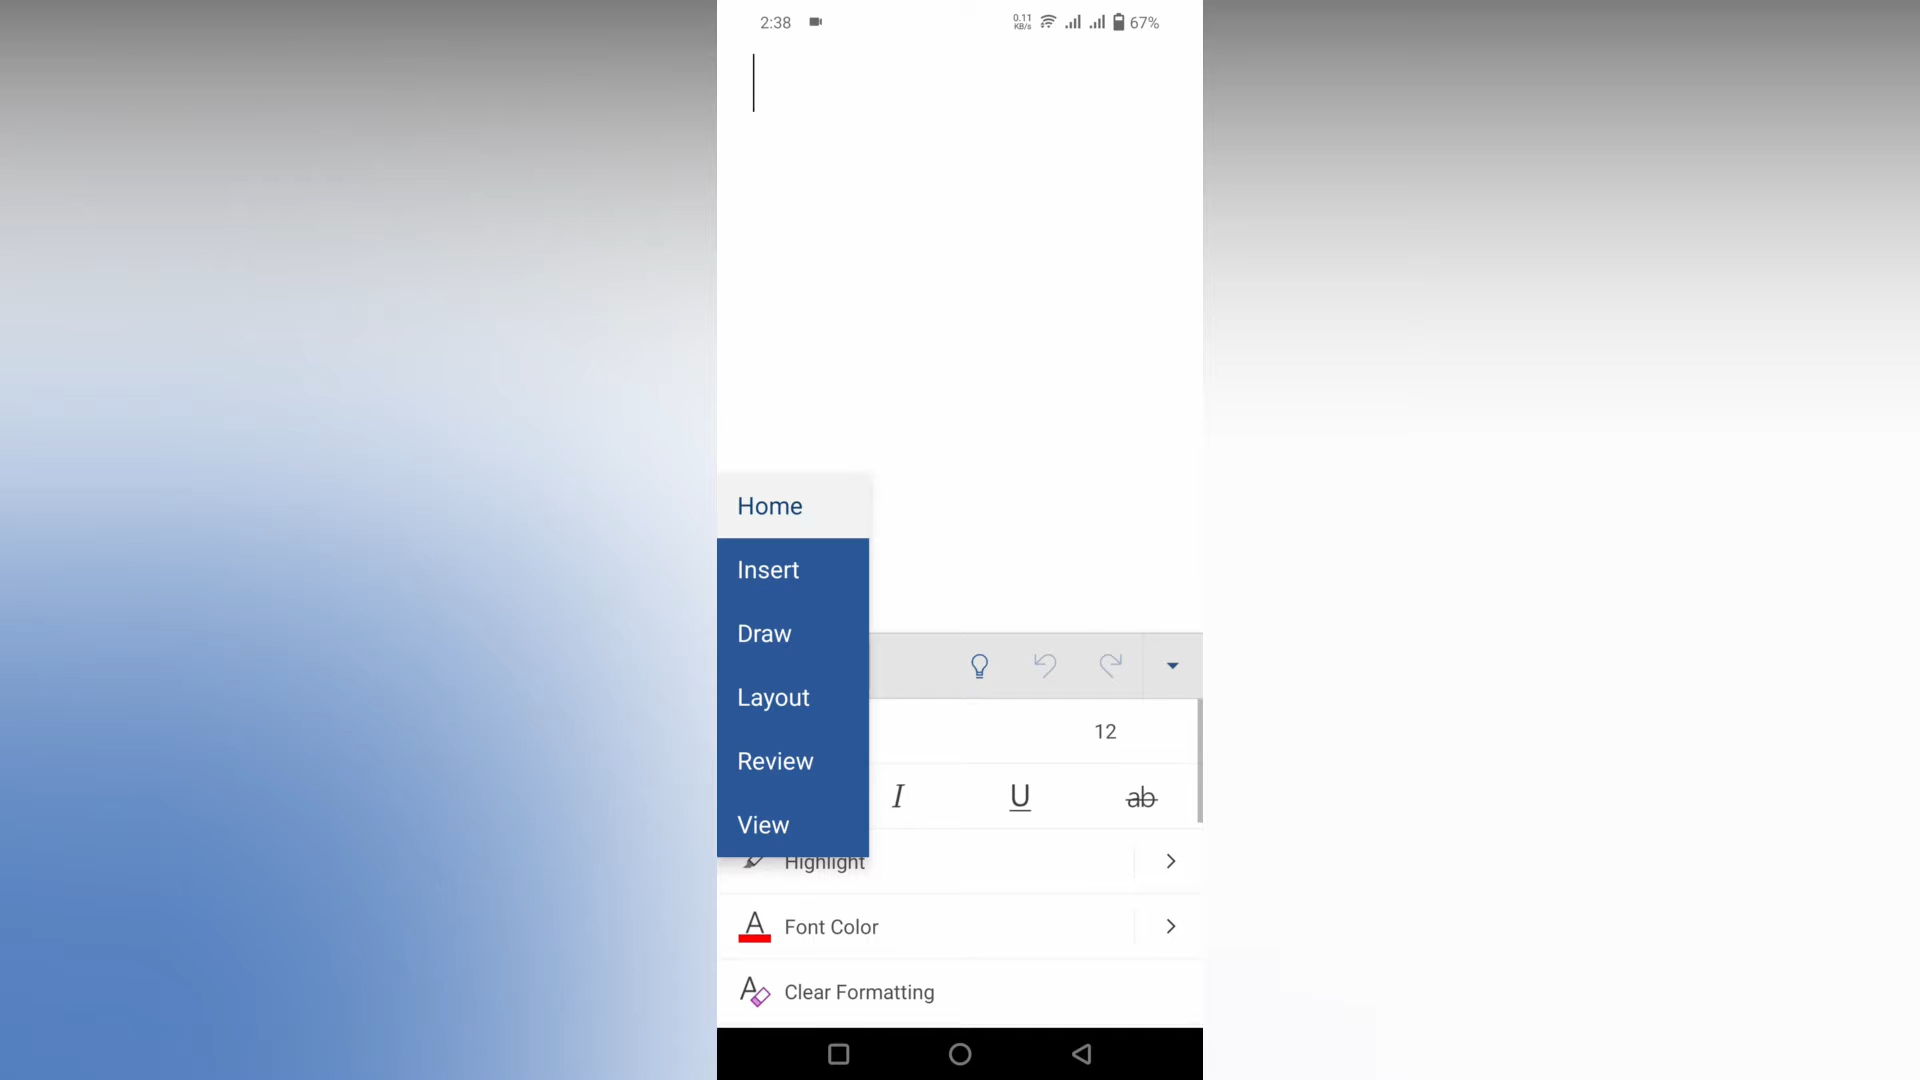 2:38
0.11
KB/s
67%
Home
Insert
Draw
Layout
Review
View
12
I
U
ab
Highlight
A Font Color
A Clear Formatting